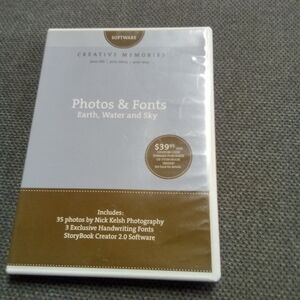 SOFTWARE
CREATIVE MEMORIES
Photos & Fonts
Earth, Water and Sky
$39
Includes:
35 photos by Nick Kelsh Photography
3 Exclusive Handwriting Fonts
StoryBook Creator 2.0 Software